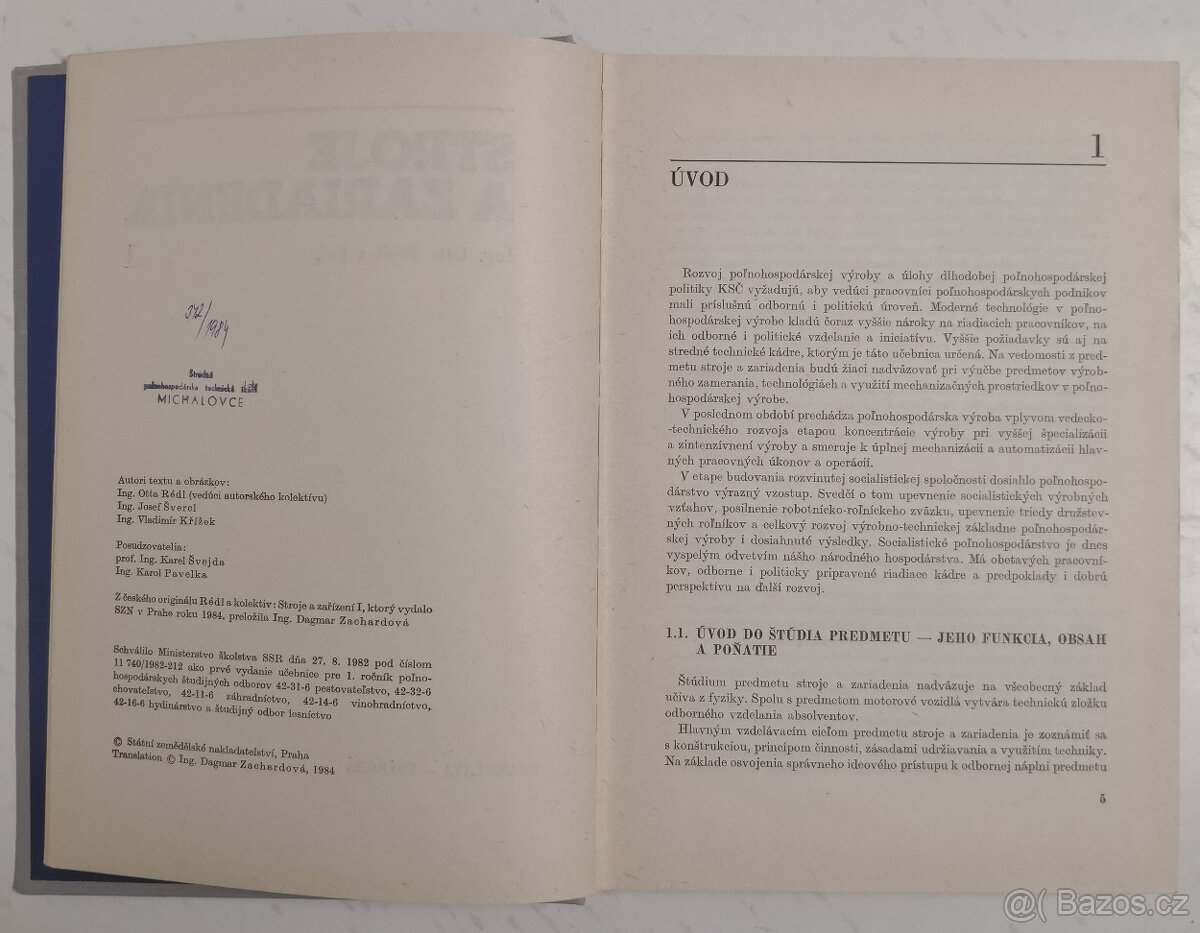 572/1984
Stredná
poľnohospodárska technická škola
MICHALOVCE
Autori textu a obrázkov:
Ing. Otta Rédl (vedúci autorského kolektívu)
Ing. Josef Šverel
Ing. Vladimír Křížek
Posudzovatelia:
prof. Ing. Karel Švejda
Ing. Karol Pavelka
Z českého originálu Rédl a kolektiv: Stroje a zařízení I, ktorý vydalo
SZN v Prahe roku 1984, preložila Ing. Dagmar Zachardová
Schválilo Ministerstvo školstva SSR dňa 27. 8. 1982 pod číslom
11 740/1982-212 ako prvé vydanie učebnice pre 1. ročník poľno-
hospodárskych študijných odborov 42-31-6 pestovateľstvo, 42-32-6
chovateľstvo, 42-11-6 záhradníctvo, 42-14-6 vinohradníctvo,
42-16-6 hydinárstvo a študijný odbor lesníctvo
© Státní zemědělské nakladatelství, Praha
Translation © Ing. Dagmar Zachardová, 1984
1
ÚVOD
Rozvoj poľnohospodárskej výroby a úlohy dlhodobej poľnohospodárskej
politiky KSČ vyžadujú, aby vedúci pracovníci poľnohospodárskych podnikov
mali príslušnú odbornú i politickú úroveň. Moderné technológie v poľno-
hospodárskej výrobe kladú čoraz vyššie nároky na riadiacich pracovníkov, na
ich odborné i politické vzdelanie a iniciatívu. Vyššie požiadavky sú aj na
stredné technické kádre, ktorým je táto učebnica určená. Na vedomosti z pred-
metu stroje a zariadenia budú žiaci nadväzovať pri výučbe predmetov výrob-
ného zamerania, technológiách a využití mechanizačných prostriedkov v poľno-
hospodárskej výrobe.
V poslednom období prechádza poľnohospodárska výroba vplyvom vedecko-
-technického rozvoja etapou koncentrácie výroby pri vyššej špecializácii
a zintenzívnení výroby a smeruje k úplnej mechanizácii a automatizácii hlav-
ných pracovných úkonov a operácií.
V etape budovania rozvinutej socialistickej spoločnosti dosiahlo poľnohospo-
dárstvo výrazný vzostup. Svedčí o tom upevnenie socialistických výrobných
vzťahov, posilnenie robotnícko-roľníckeho zväzku, upevnenie triedy družstev-
ných roľníkov a celkový rozvoj výrobno-technickej základne poľnohospodár-
skej výroby i dosiahnuté výsledky. Socialistické poľnohospodárstvo je dnes
vyspelým odvetvím nášho národného hospodárstva. Má obetavých pracovní-
kov, odborne i politicky pripravené riadiace kádre a predpoklady i dobrú
perspektívu na ďalší rozvoj.
1.1. ÚVOD DO ŠTÚDIA PREDMETU — JEHO FUNKCIA, OBSAH
A POŇATIE
Štúdium predmetu stroje a zariadenia nadväzuje na všeobecný základ
učiva z fyziky. Spolu s predmetom motorové vozidlá vytvára technickú zložku
odborného vzdelania absolventov.
Hlavným vzdelávacím cieľom predmetu stroje a zariadenia je zoznámiť sa
s konštrukciou, princípom činnosti, zásadami udržiavania a využitím techniky.
Na základe osvojenia správneho ideového prístupu k odbornej náplni predmetu
5
@( Bazos.cz